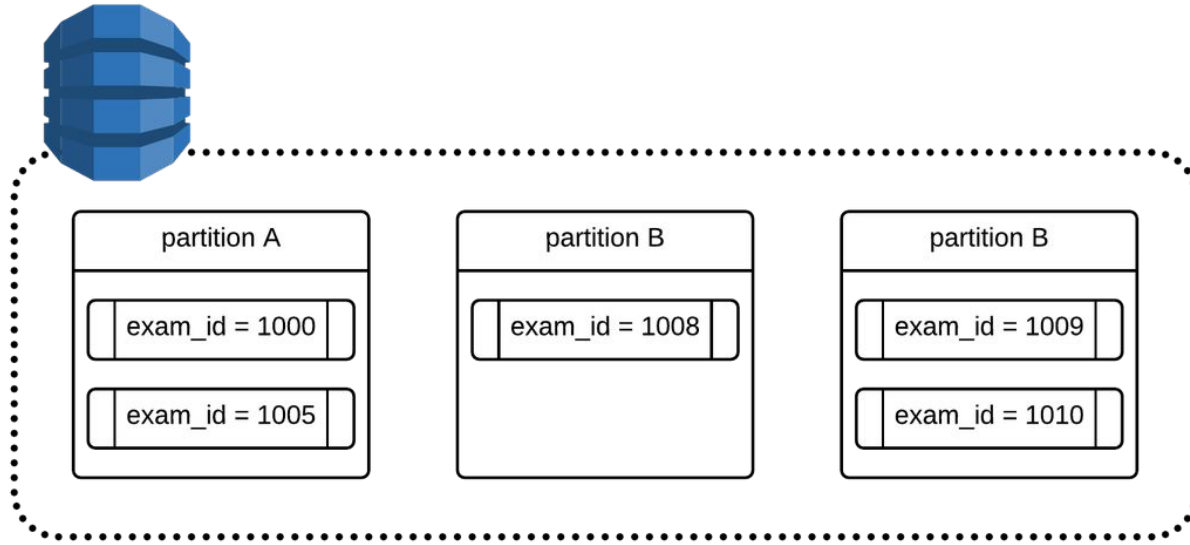 partition A
exam_id = 1000
exam_id = 1005
partition B
exam_id = 1008
partition B
exam_id = 1009
exam_id = 1010